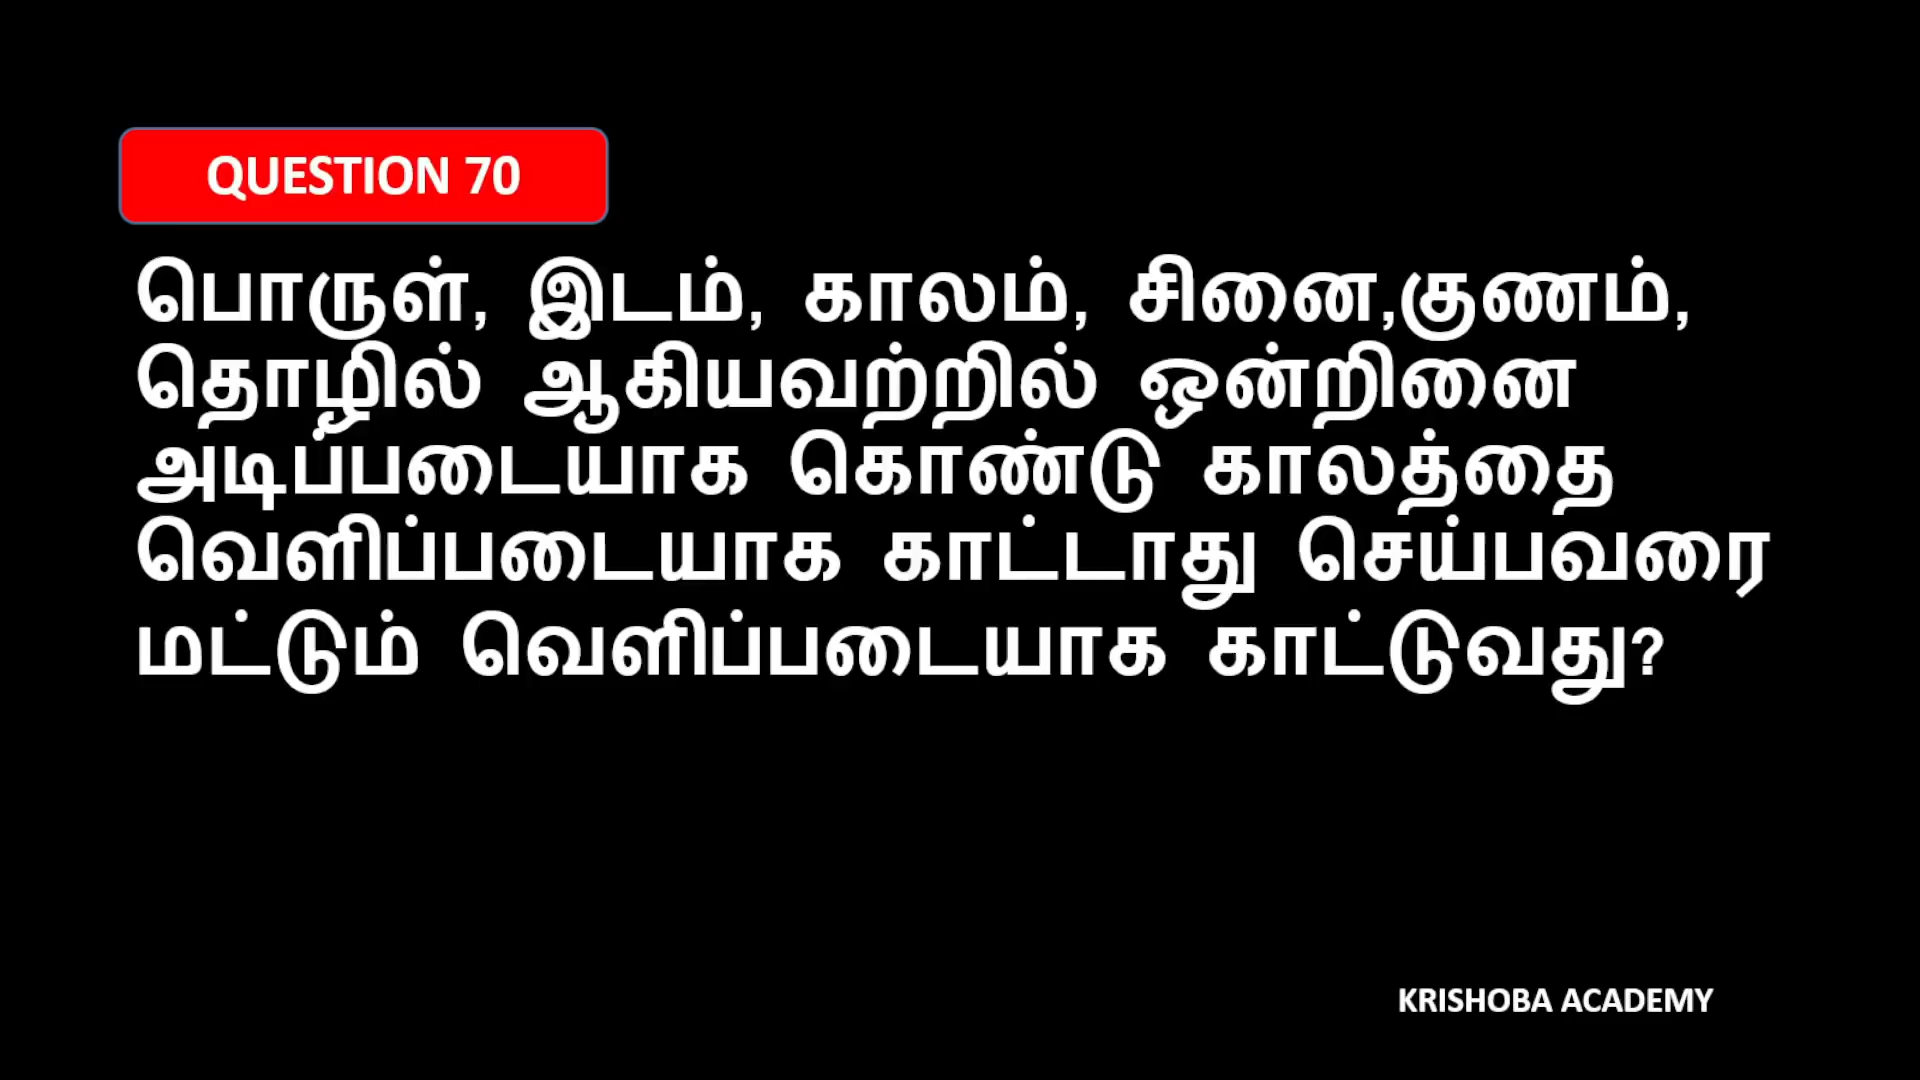 QUESTION 70
பொருள், இடம், காலம், சினை,குணம்,
தொழில் ஆகியவற்றில் ஒன்றினை
அடிப்படையாக கொண்டு காலத்தை
வெளிப்படையாக காட்டாது செய்பவரை
மட்டும் வெளிப்படையாக காட்டுவது?
KRISHOBA ACADEMY